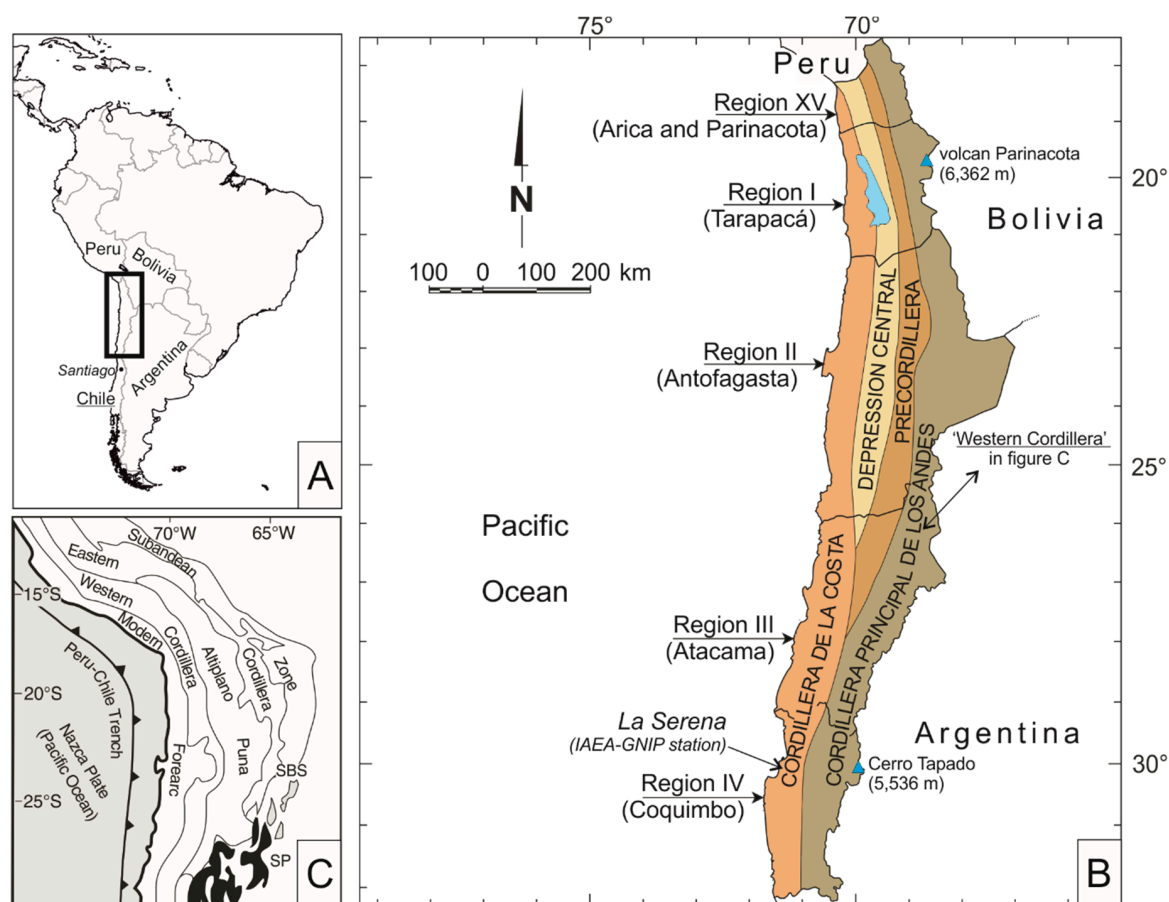 Peru
Bolivia
Argentina
Santiago
Chile
A
70°W
65°W
15°S
20°S
25°S
Subandean
Zone
Eastern
Cordillera
Western
Cordillera
Altiplano
Puna
Modern
Forearc
Peru-Chile Trench
Nazca Plate
(Pacific Ocean)
SBS
SP
C
75°
70°
Peru
Region XV
(Arica and Parinacota)
volcan Parinacota
(6,362 m)
20°
N
Region I
(Tarapacá)
Bolivia
100 0 100 200 km
DEPRESSION CENTRAL
PRECORDILLERA
Region II
(Antofagasta)
'Western Cordillera'
in figure C
25°
Pacific
Ocean
CORDILLERA DE LA COSTA
CORDILLERA PRINCIPAL DE LOS ANDES
Region III
(Atacama)
La Serena
(IAEA-GNIP station)
Argentina
Cerro Tapado
(5,536 m)
30°
Region IV
(Coquimbo)
B